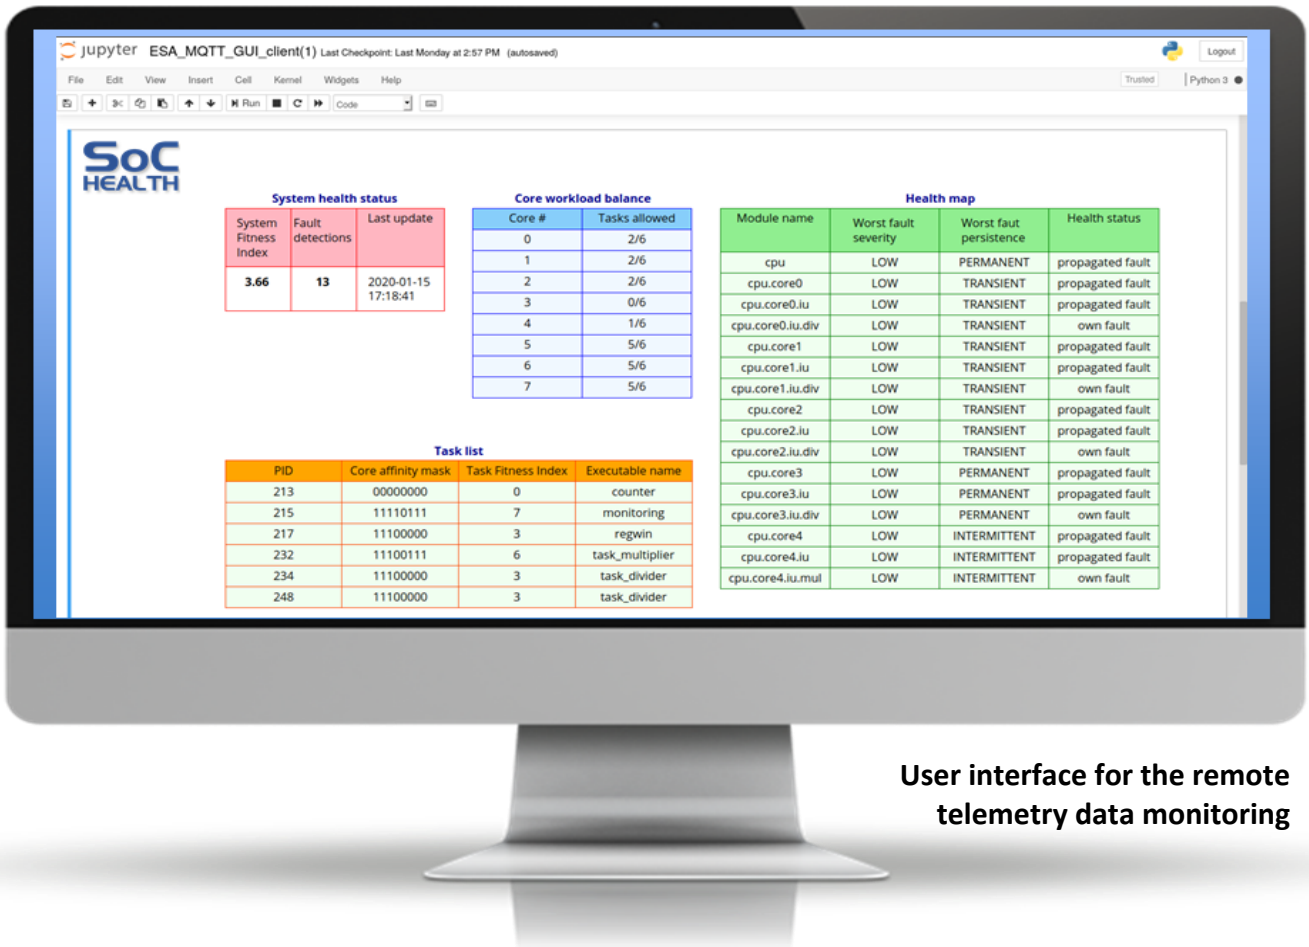 jupyter ESA_MQTT_GUI_client(1) Last Checkpoint: Last Monday at 2:57 PM (autosaved)
Logout
File Edit View Insert Cell Kernel Widgets Help
Trusted
Python 3
Run
Code
SoC
HEALTH
System health status
System Fitness Index
Fault detections
Last update
3.66 13 2020-01-15 17:18:41
Core workload balance
Core # Tasks allowed
0 2/6
1 2/6
2 2/6
3 0/6
4 1/6
5 5/6
6 5/6
7 5/6
Health map
Module name
Worst fault severity
Worst faut persistence
Health status
cpu LOW PERMANENT propagated fault
cpu.core0 LOW TRANSIENT propagated fault
cpu.core0.iu LOW TRANSIENT propagated fault
cpu.core0.iu.div LOW TRANSIENT own fault
cpu.core1 LOW TRANSIENT propagated fault
cpu.core1.iu LOW TRANSIENT propagated fault
cpu.core1.iu.div LOW TRANSIENT own fault
cpu.core2 LOW TRANSIENT propagated fault
cpu.core2.iu LOW TRANSIENT propagated fault
cpu.core2.iu.div LOW TRANSIENT own fault
cpu.core3 LOW PERMANENT propagated fault
cpu.core3.iu LOW PERMANENT propagated fault
cpu.core3.iu.div LOW PERMANENT own fault
cpu.core4 LOW INTERMITTENT propagated fault
cpu.core4.iu LOW INTERMITTENT propagated fault
cpu.core4.iu.mul LOW INTERMITTENT own fault
Task list
PID Core affinity mask Task Fitness Index Executable name
213 00000000 0 counter
215 11110111 7 monitoring
217 11100000 3 regwin
232 11100111 6 task_multiplier
234 11100000 3 task_divider
248 11100000 3 task_divider
User interface for the remote
telemetry data monitoring